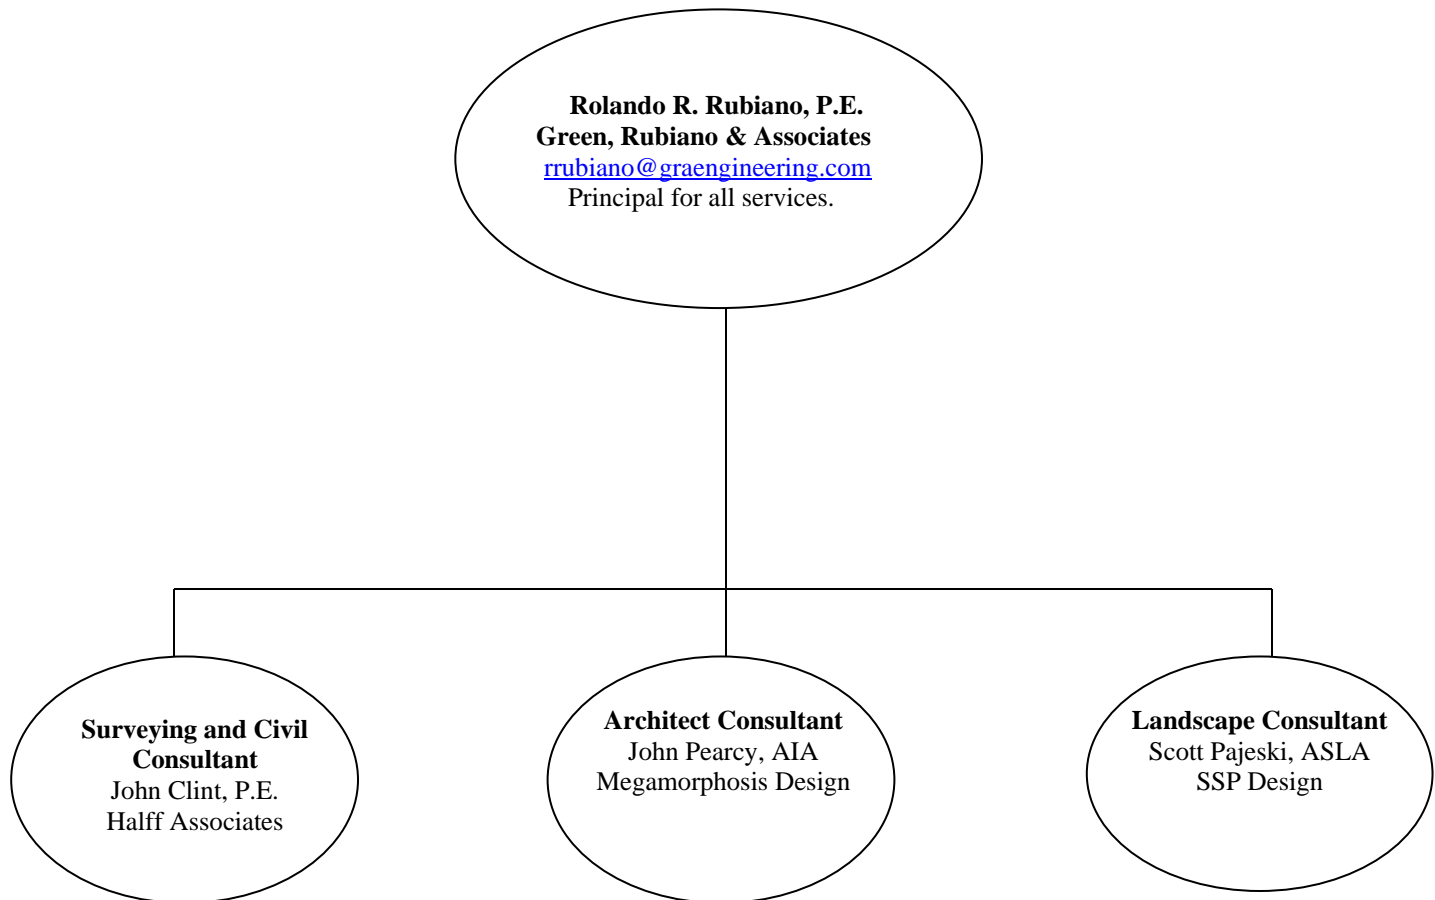 Rolando R. Rubiano, P.E.
Green, Rubiano & Associates
rrubiano@graengineering.com
Principal for all services.
Surveying and Civil
Consultant
John Clint, P.E.
Halff Associates
Architect Consultant
John Pearcy, AIA
Megamorphosis Design
Landscape Consultant
Scott Pajeski, ASLA
SSP Design